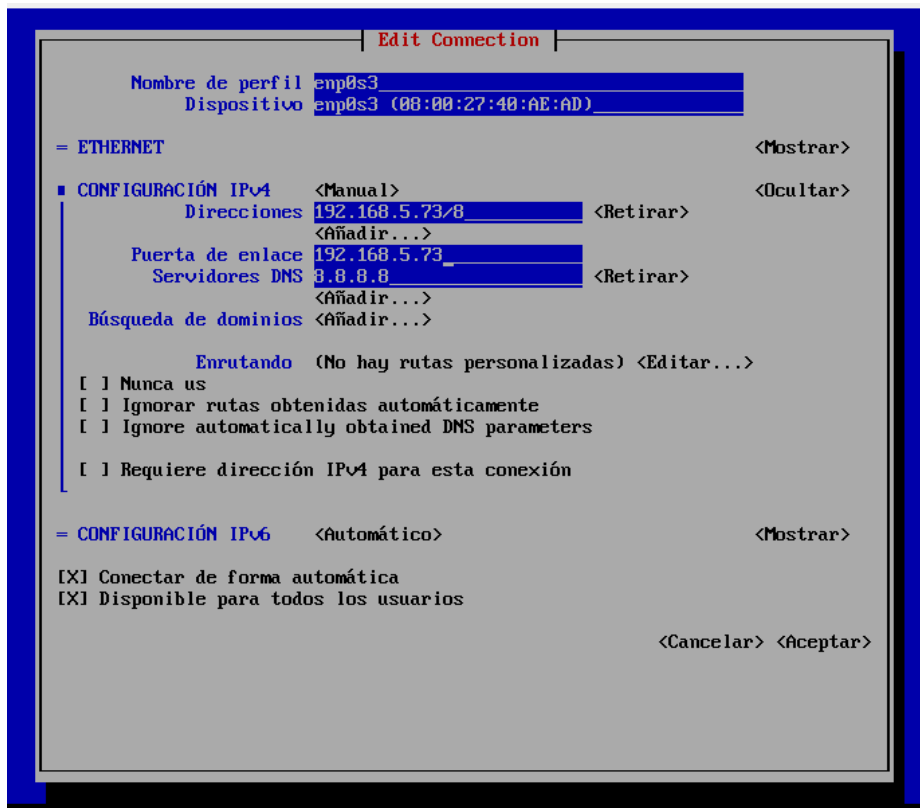 Edit Connection
Nombre de perfil enp0s3
Dispositivo enp0s3 (08:00:27:40:AE:AD)
= ETHERNET <Mostrar>
CONFIGURACIÓN IPv4 <Manual> <Ocultar>
Direcciones 192.168.5.73/8 <Retirar>
<Añadir...>
Puerta de enlace 192.168.5.73
Servidores DNS 8.8.8.8 <Retirar>
<Añadir...>
Búsqueda de dominios <Añadir...>
Enrutando (No hay rutas personalizadas) <Editar...>
[ ] Nunca us
[ ] Ignorar rutas obtenidas automáticamente
[ ] Ignore automatically obtained DNS parameters
[ ] Requiere dirección IPv4 para esta conexión
= CONFIGURACIÓN IPv6 <Automático> <Mostrar>
[X] Conectar de forma automática
[X] Disponible para todos los usuarios
<Cancelar> <Aceptar>